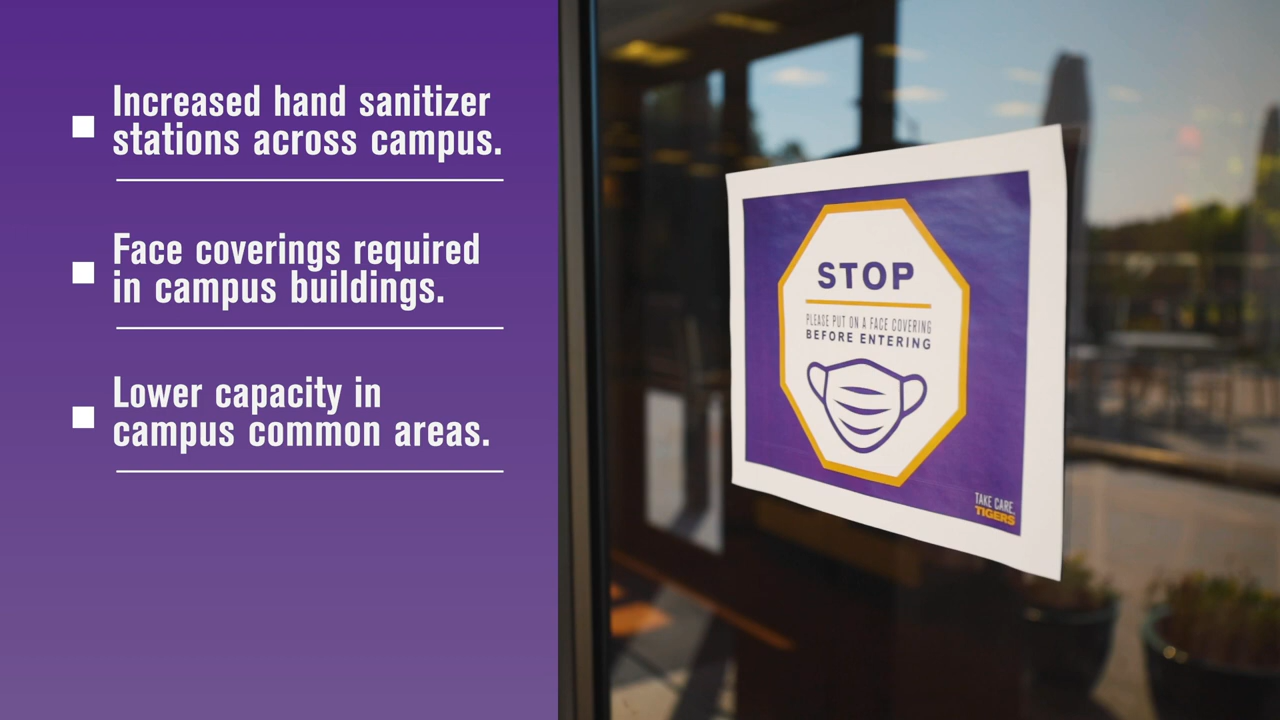 Increased hand sanitizer
stations across campus.
Face coverings required
in campus buildings.
Lower capacity in
campus common areas.
STOP
PLEASE PUT ON A FACE COVERING
BEFORE ENTERING
TAKE CARE,
TIGERS